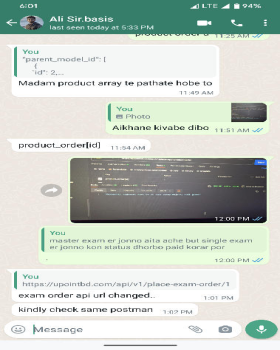 6:01
LTE 94%
Ali Sir.basis
last seen today at 5:33 PM
product order
11:25 AM
You
"parent_model_id": [
{
"id": 2,...
Madam product array te pathate hobe to
11:49 AM
You
Photo
Aikhane kivabe dibo 11:51 AM
product_order[id] 11:54 AM
12:00 PM
You
master exam er jonno aita ache but single exam
er jonno kon status dhorbo paid korar por
.
12:00 PM
You
https://upointbd.com/api/v1/place-exam-order/1
exam order api url changed..
1:01 PM
kindly check same postman 1:02 PM
Message